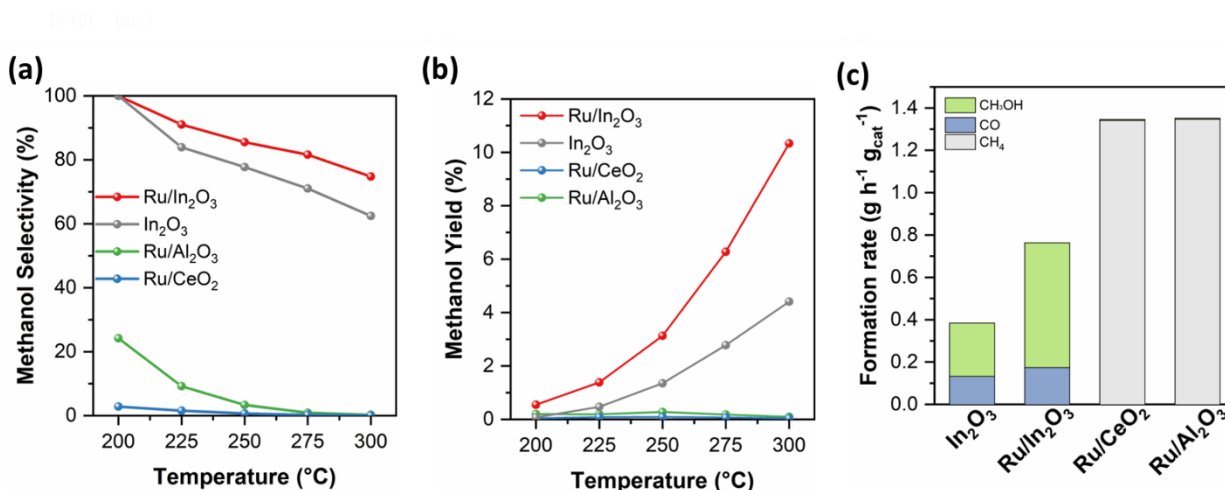 (a)
100
80
60
40
20
0
Methanol Selectivity (%)
Ru/In₂O₃
In₂O₃
Ru/Al₂O₃
Ru/CeO₂
200 225 250 275 300
Temperature (°C)
(b)
12
10
8
6
4
2
0
Methanol Yield (%)
Ru/In₂O₃
In₂O₃
Ru/CeO₂
Ru/Al₂O₃
200 225 250 275 300
Temperature (°C)
(c)
1.4
1.2
1.0
0.8
0.6
0.4
0.2
0.0
Formation rate (g h⁻¹ gcat⁻¹)
CH₃OH
CO
CH₄
In₂O₃
Ru/In₂O₃
Ru/CeO₂
Ru/Al₂O₃